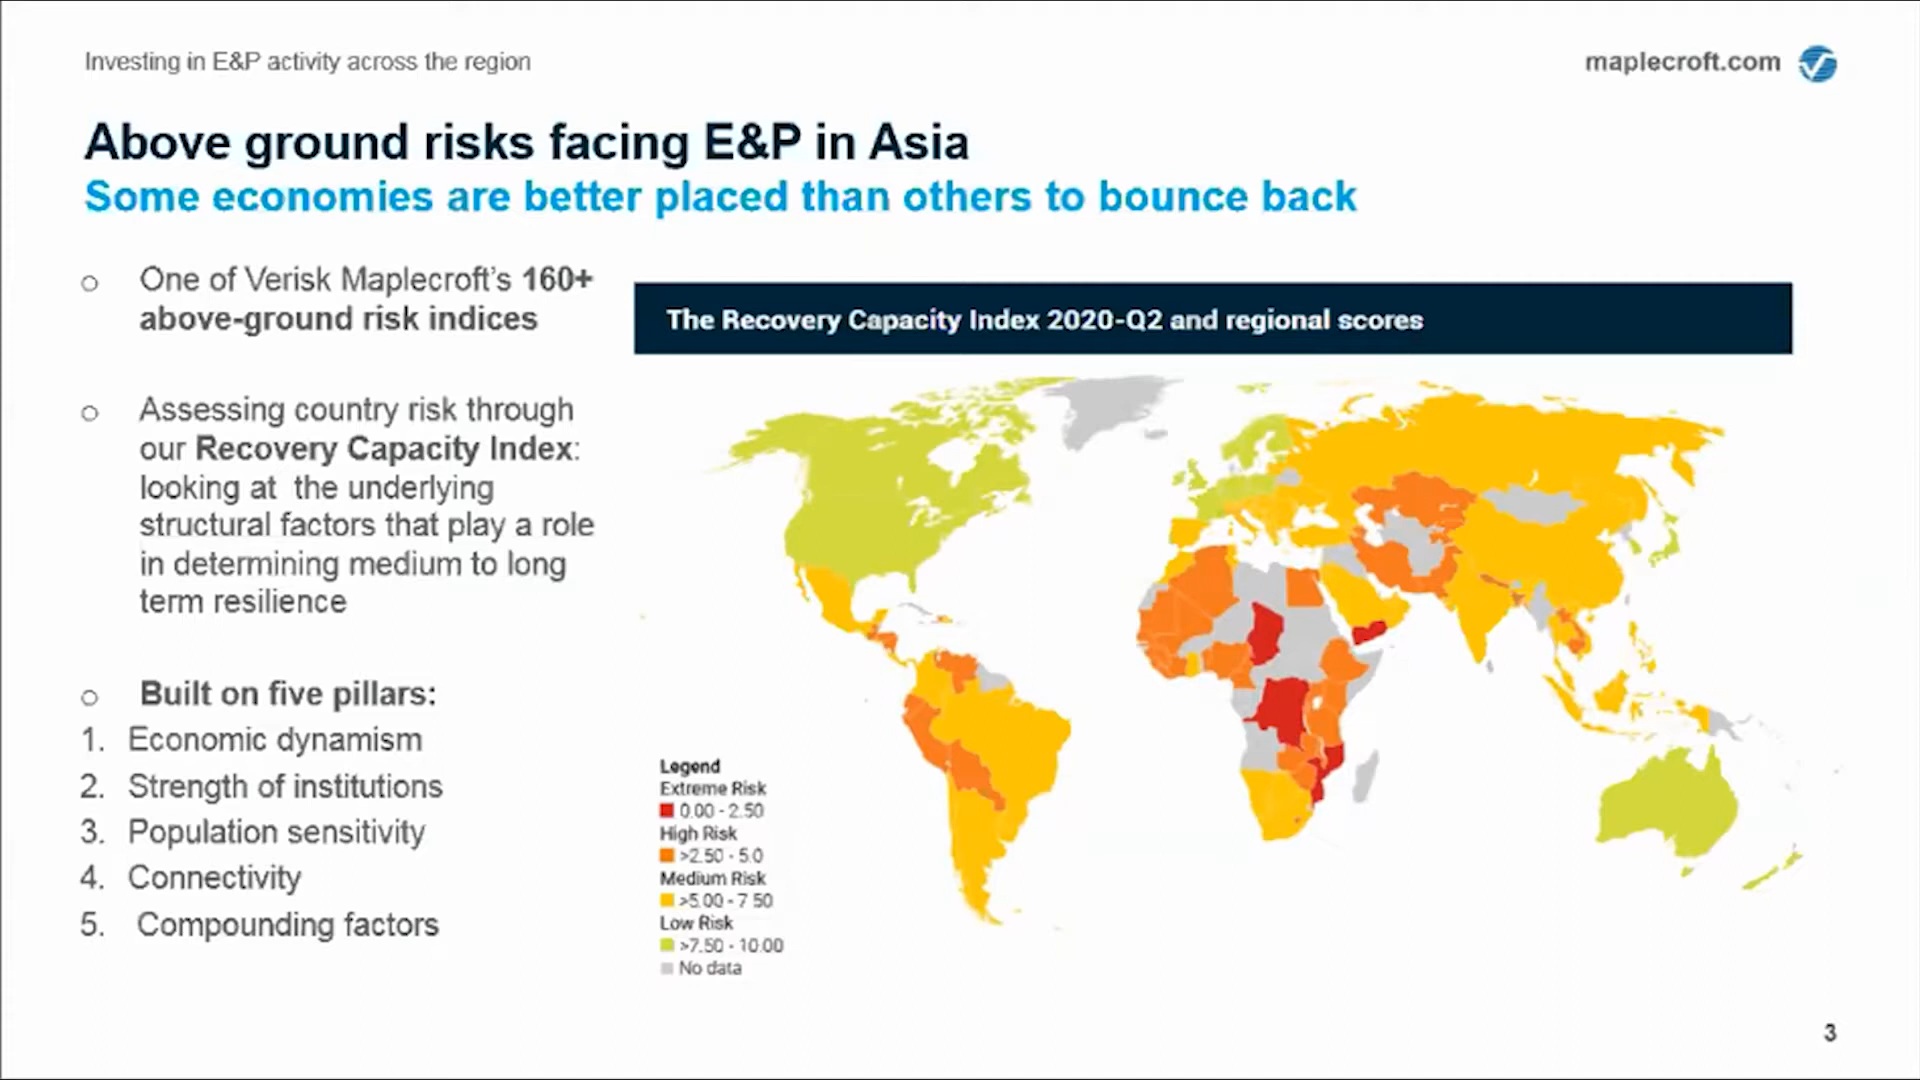 Investing in E&P activity across the region
maplecroft.com
Above ground risks facing E&P in Asia
Some economies are better placed than others to bounce back
o One of Verisk Maplecroft's 160+
above-ground risk indices
o Assessing country risk through
our Recovery Capacity Index:
looking at the underlying
structural factors that play a role
in determining medium to long
term resilience
o Built on five pillars:
1. Economic dynamism
2. Strength of institutions
3. Population sensitivity
4. Connectivity
5. Compounding factors
The Recovery Capacity Index 2020-Q2 and regional scores
Legend
Extreme Risk
0.00 - 2.50
High Risk
>2.50 - 5.0
Medium Risk
>5.00 - 7.50
Low Risk
>7.50 - 10.00
No data
3